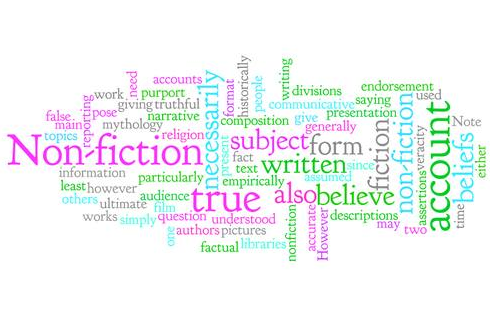 historically
writing
need
accounts
necessarily
format
people
divisions
endorsement
work
purport
communicative
saying
used
giving
truthful
reporting
pose
false
main
narrative
composition
give
presentation
Note
topics
mythology
religion
present
subject
generally
form
fiction
non-fiction
veracity
account
beliefs
either
Non-fiction
fact
written
since
information
particularly
text
empirically
assumed
assertions
least
however
others
ultimate
audience
true
also
believe
time
film
works
simply
question
understood
nonfiction
accurate
However
descriptions
may
two
one
authors
pictures
factual
libraries